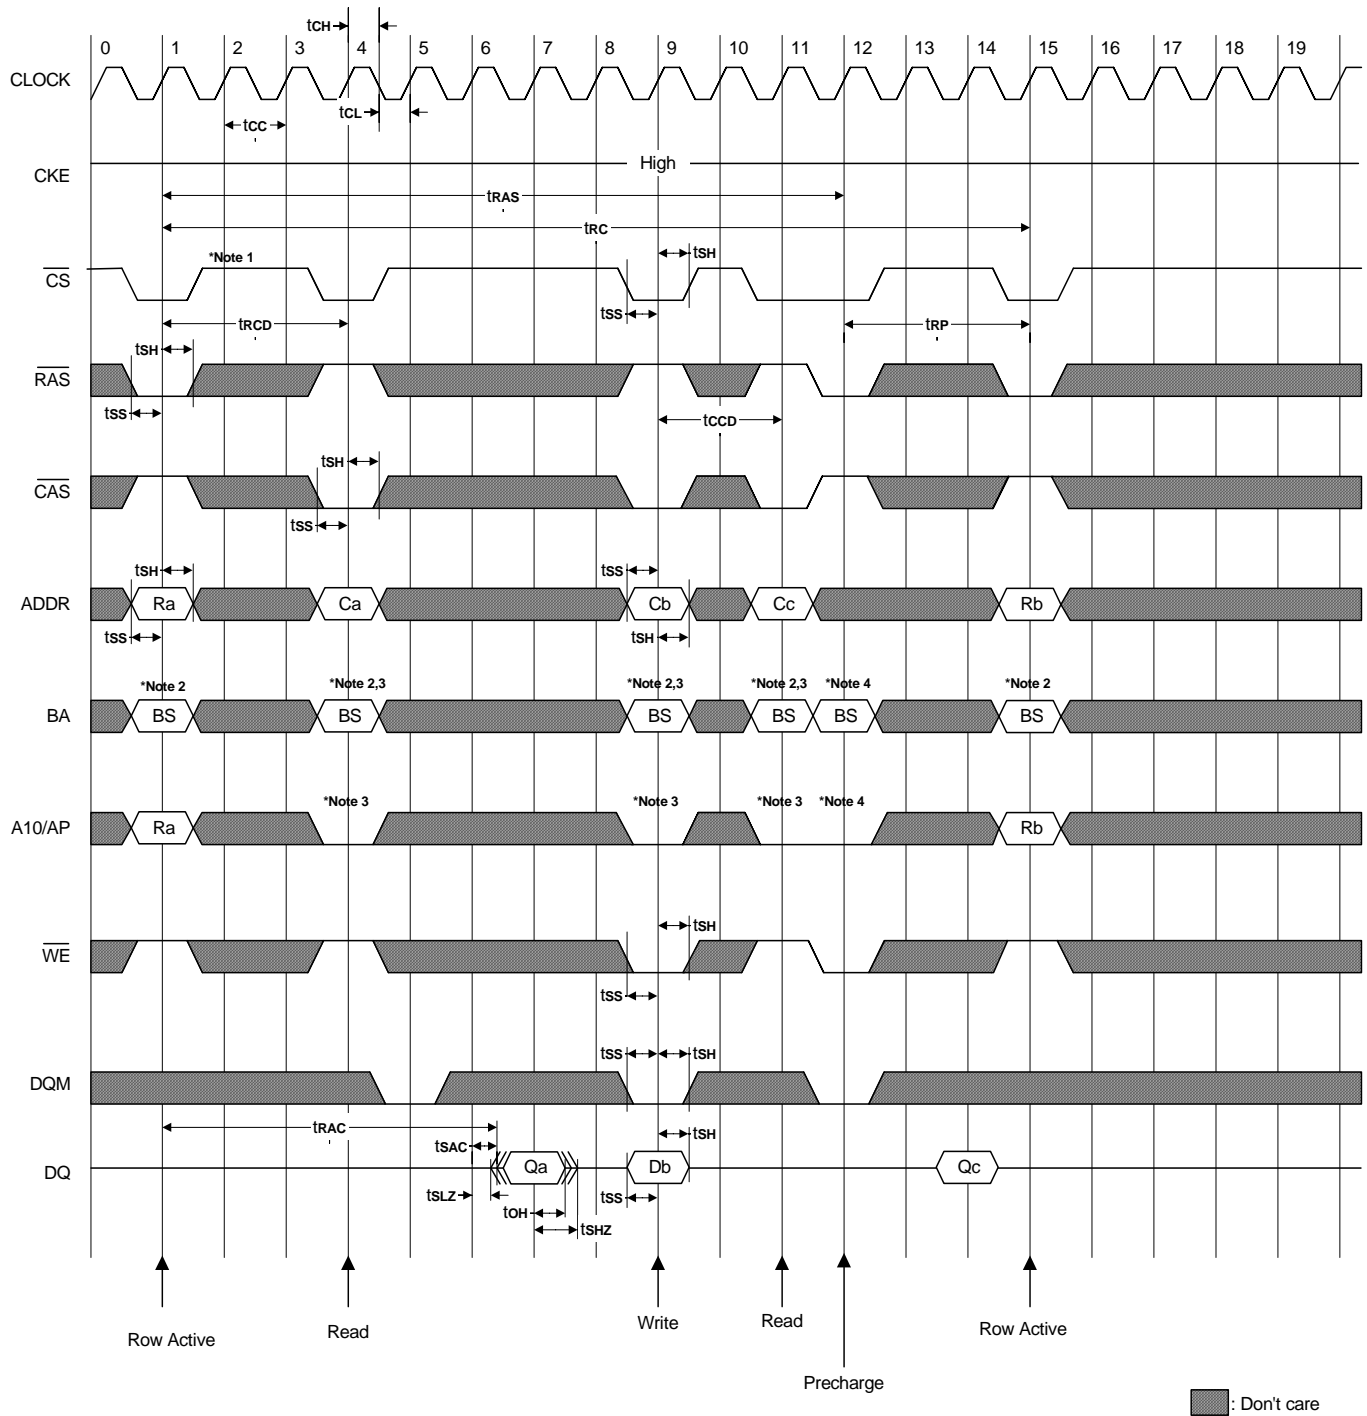 tCH
0 1 2 3 4 5 6 7 8 9 10 11 12 13 14 15 16 17 18 19
CLOCK
tCL
tCC
High
CKE
tRAS
tRC
*Note 1
tSH
CS
tSS
tRCD
tRP
tSH
RAS
tSS
tCCD
tSH
CAS
tSS
tSH
tSS
ADDR Ra Ca Cb Cc Rb
tSS
tSH
*Note 2 *Note 2,3 *Note 2,3 *Note 2,3 *Note 4 *Note 2
BA BS BS BS BS BS BS
*Note 3 *Note 3 *Note 3 *Note 4
A10/AP Ra Rb
tSH
WE
tSS
tSS tSH
DQM
tRAC
tSAC
tSH
DQ Qa Db Qc
tSLZ
tSS
tOH
tSHZ
Row Active Read Write Read Row Active
Precharge
: Don't care